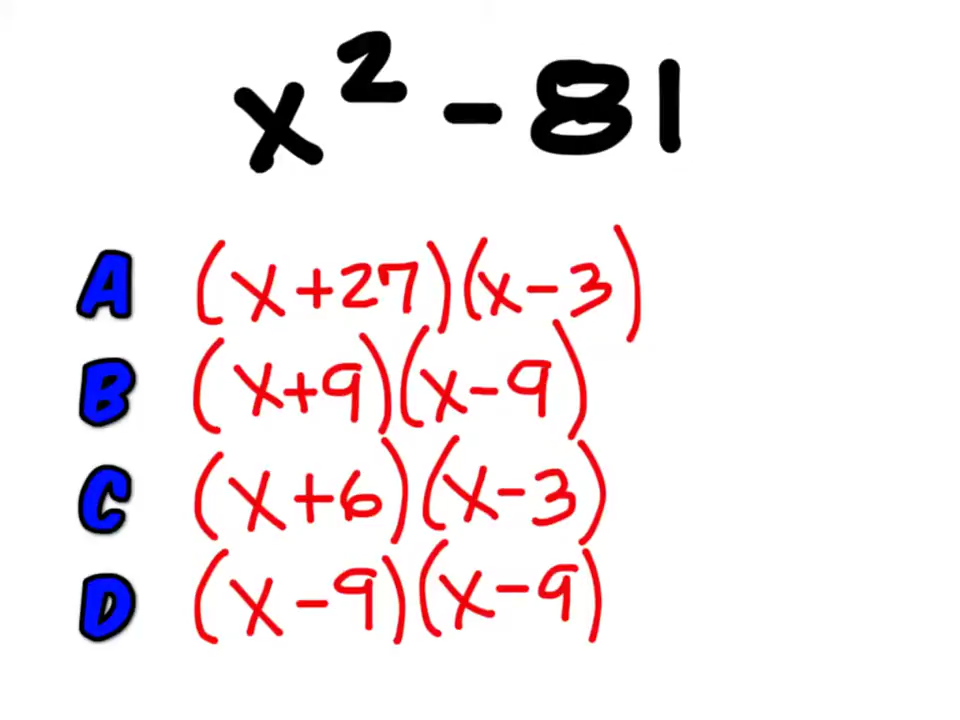 x² - 81
A (x+27)(x-3)
B (x+9)(x-9)
C (x+6)(x-3)
D (x-9)(x-9)